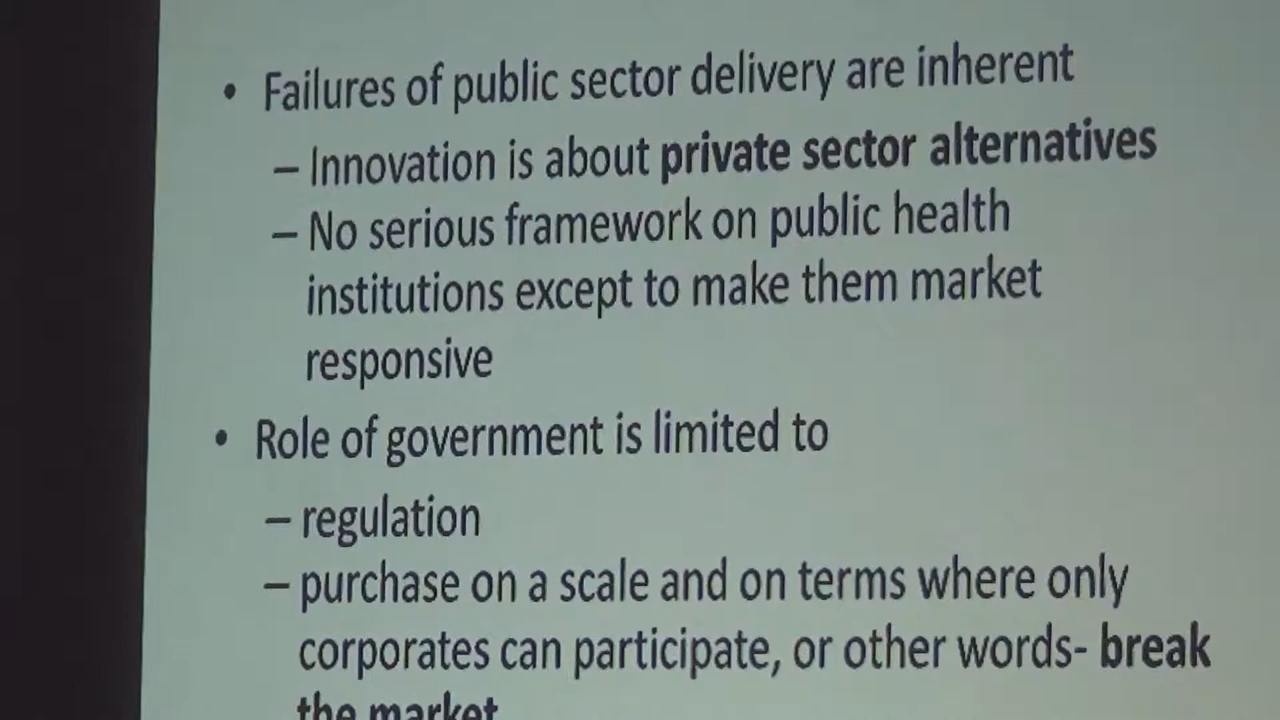 • Failures of public sector delivery are inherent
– Innovation is about private sector alternatives
– No serious framework on public health
institutions except to make them market
responsive
• Role of government is limited to
– regulation
– purchase on a scale and on terms where only
corporates can participate, or other words- break
the market